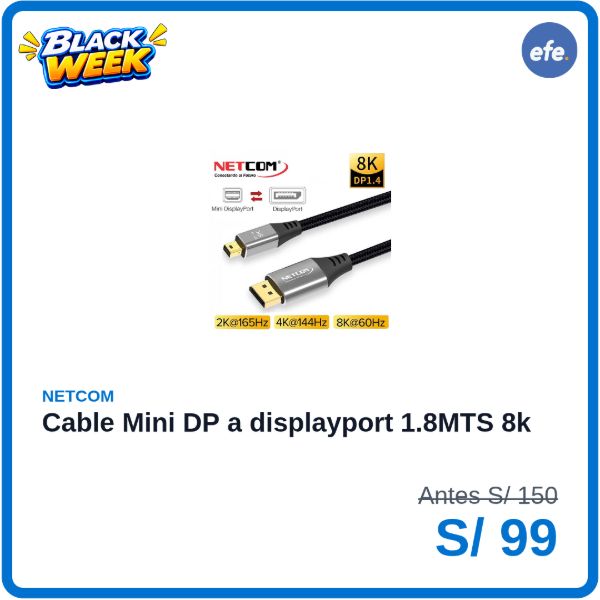 BLACK
WEEK
efe.
NETCOM®
Conectando al Futuro
8K
DP1.4
Mini DisplayPort
DisplayPort
NETCOM
2K@165Hz
4K@144Hz
8K@60Hz
NETCOM
Cable Mini DP a displayport 1.8MTS 8k
Antes S/ 150
S/ 99